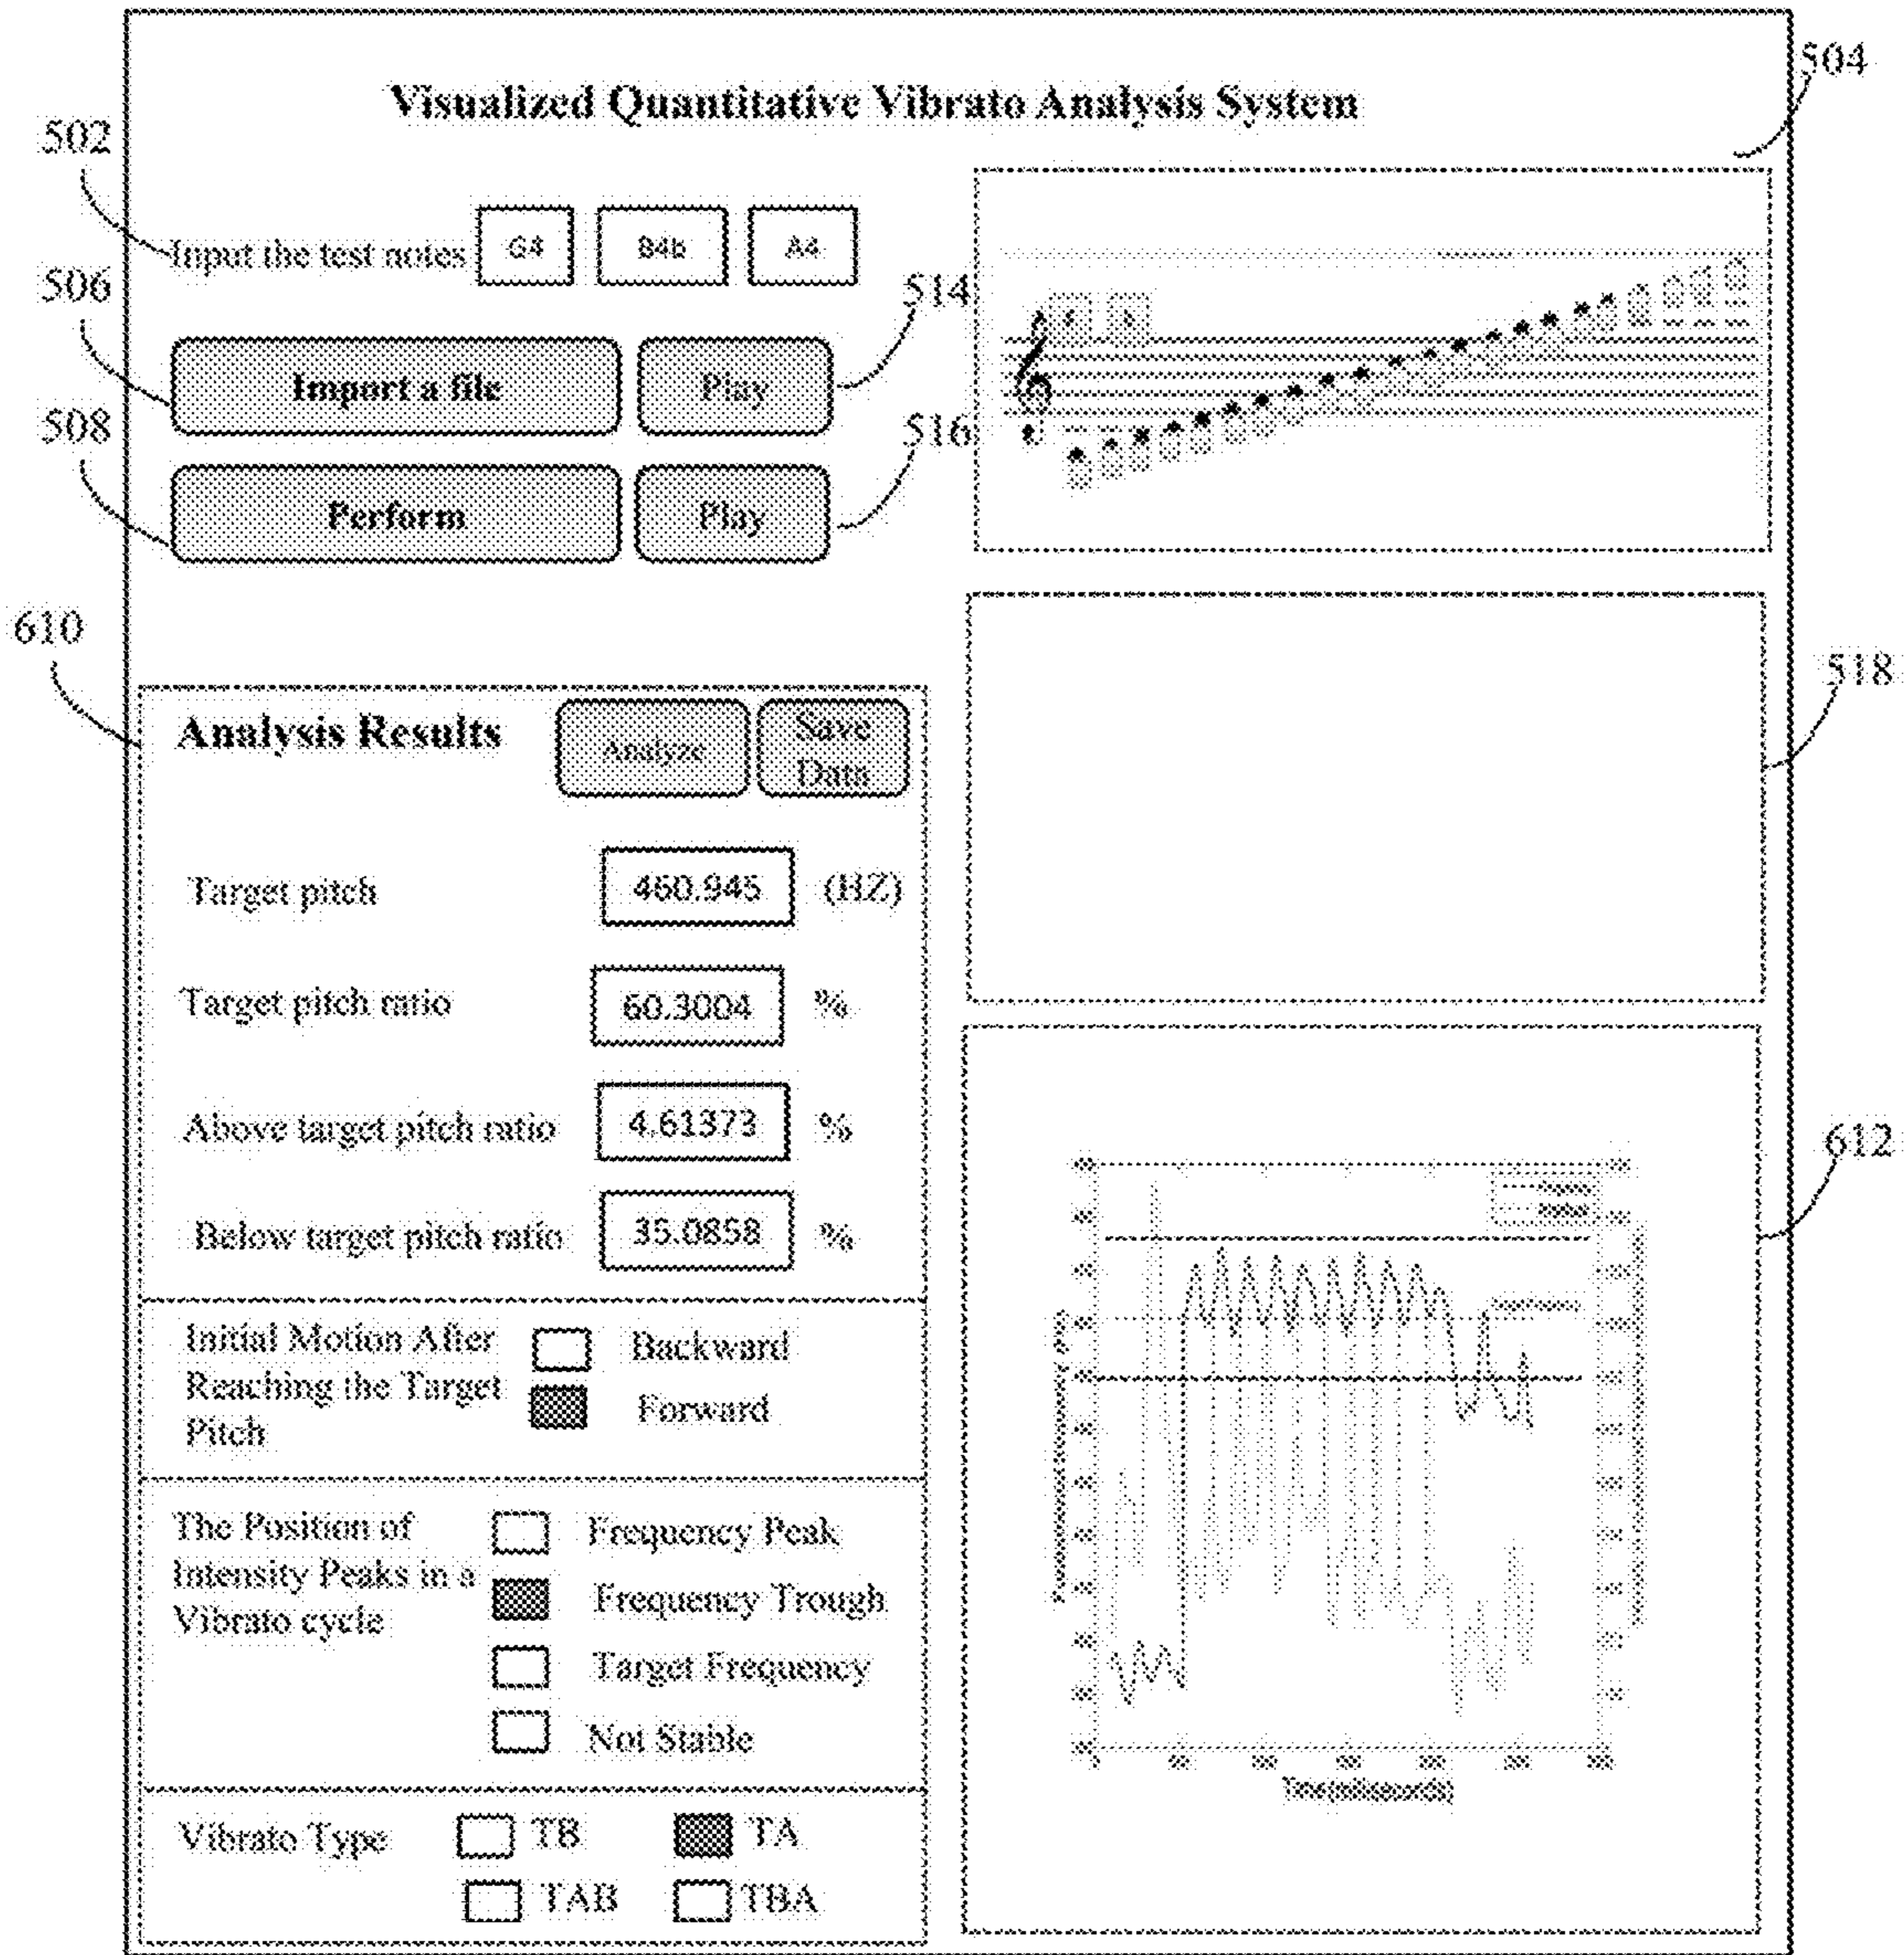 504
Visualized Quantitative Vibrato Analysis System
502
Input the test notes G4 B4b A4
506
514
Import a file Play
508
516
Perform Play
610
518
Analysis Results Analyze Save Data
Target pitch 460.945 (HZ)
Target pitch ratio 60.3004 %
Above target pitch ratio 4.61373 %
612
Below target pitch ratio 35.0858 %
Initial Motion After
Reaching the Target
Pitch
Backward
Forward
The Position of
Intensity Peaks in a
Vibrato cycle
Frequency Peak
Frequency Trough
Target Frequency
Not Stable
Vibrato Type TB TA
TAB TBA